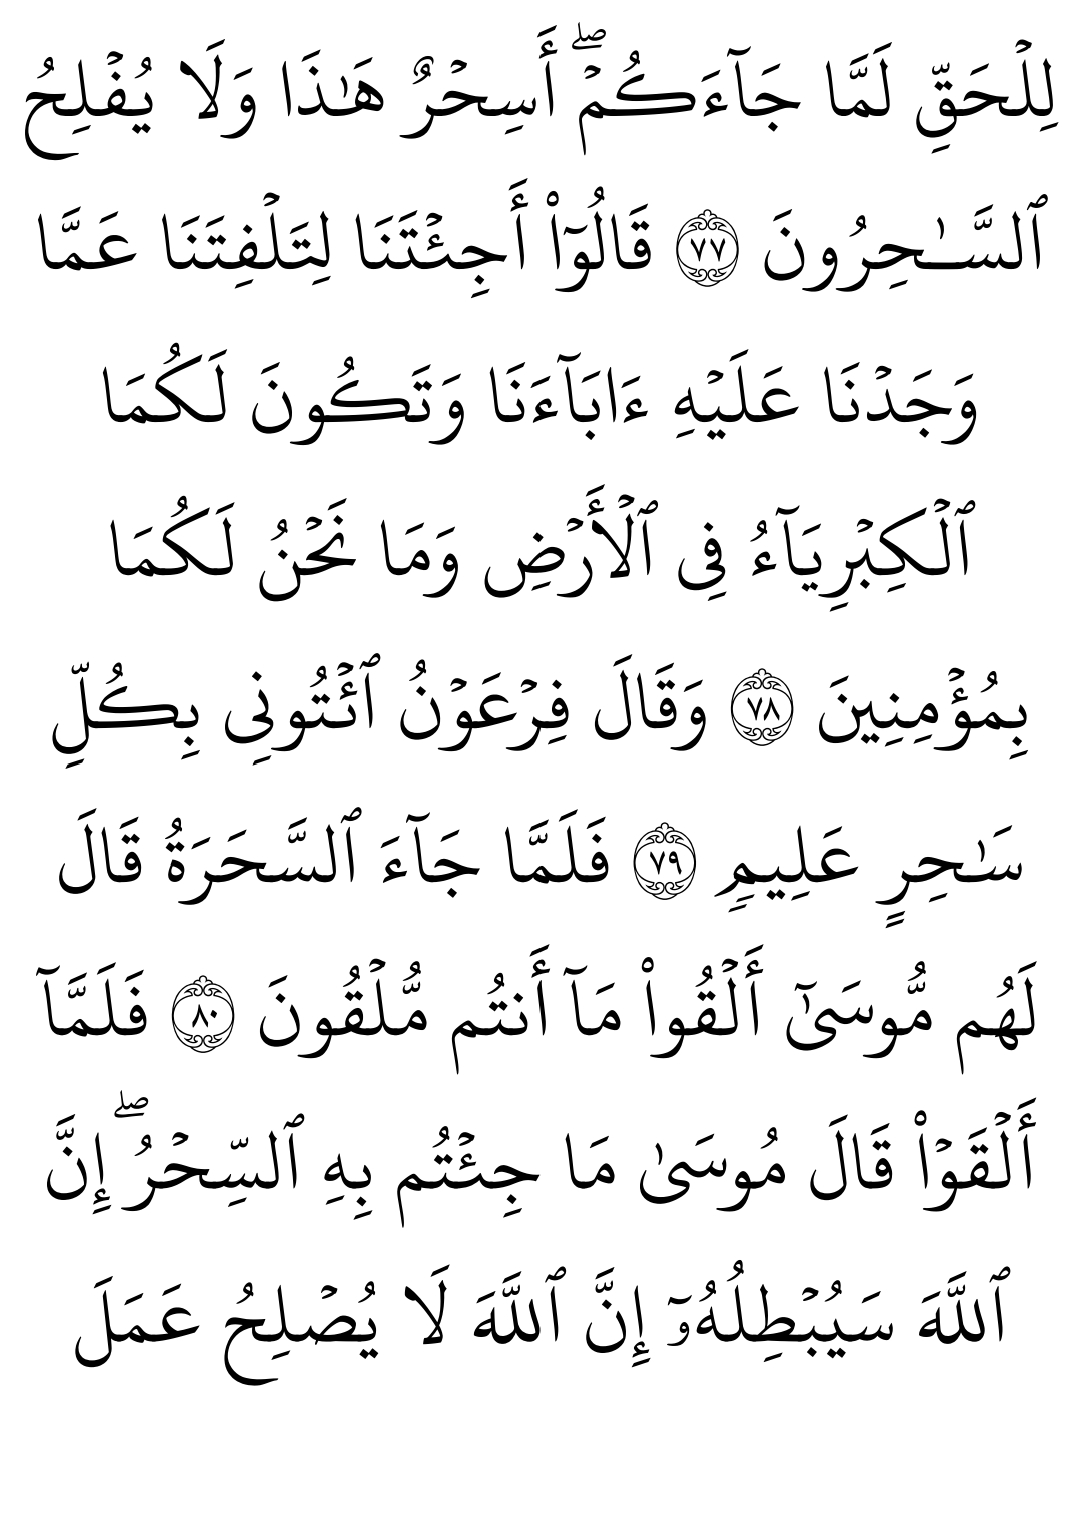 لِلۡحَقِّ لَمَّا جَآءَكُمۡۖ أَسِحۡرٌ هَٰذَا وَلَا يُفۡلِحُ
ٱلسَّـٰحِرُونَ ٧٧ قَالُوٓاْ أَجِئۡتَنَا لِتَلۡفِتَنَا عَمَّا
وَجَدۡنَا عَلَيۡهِ ءَابَآءَنَا وَتَكُونَ لَكُمَا
ٱلۡكِبۡرِيَآءُ فِي ٱلۡأَرۡضِ وَمَا نَحۡنُ لَكُمَا
بِمُؤۡمِنِينَ ٧٨ وَقَالَ فِرۡعَوۡنُ ٱئۡتُونِي بِكُلِّ
سَٰحِرٍ عَلِيمٖ ٧٩ فَلَمَّا جَآءَ ٱلسَّحَرَةُ قَالَ
لَهُم مُّوسَىٰٓ أَلۡقُواْ مَآ أَنتُم مُّلۡقُونَ ٨٠ فَلَمَّآ
أَلۡقَوۡاْ قَالَ مُوسَىٰ مَا جِئۡتُم بِهِ ٱلسِّحۡرُۖ إِنَّ
ٱللَّهَ سَيُبۡطِلُهُۥٓ إِنَّ ٱللَّهَ لَا يُصۡلِحُ عَمَلَ